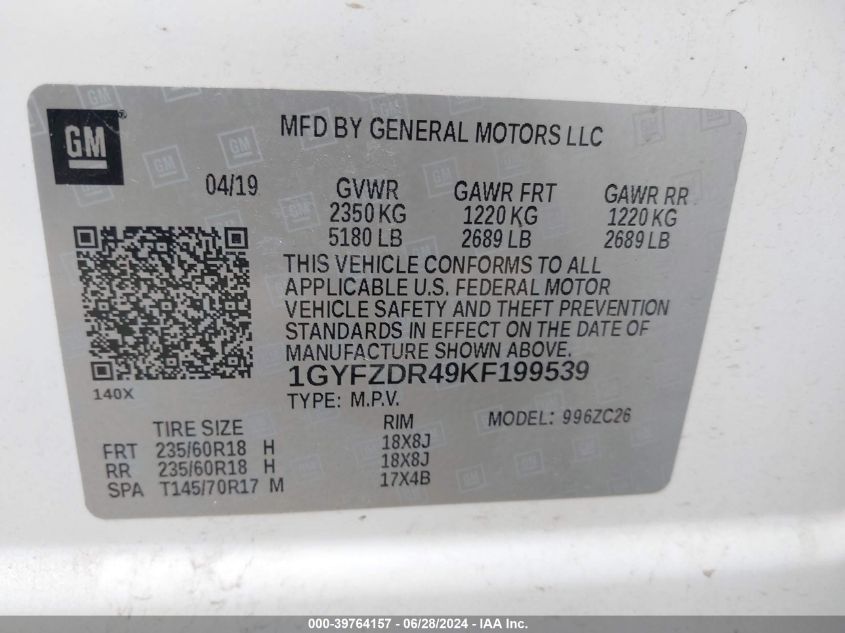 GM
MFD BY GENERAL MOTORS LLC
04/19 GVWR GAWR FRT GAWR RR
2350 KG 1220 KG 1220 KG
5180 LB 2689 LB 2689 LB
THIS VEHICLE CONFORMS TO ALL
APPLICABLE U.S. FEDERAL MOTOR
VEHICLE SAFETY AND THEFT PREVENTION
STANDARDS IN EFFECT ON THE DATE OF
MANUFACTURE SHOWN ABOVE.
1GYFZDR49KF199539
140X TYPE: M.P.V.
TIRE SIZE RIM MODEL: 996ZC26
FRT 235/60R18 H 18X8J
RR 235/60R18 H 18X8J
SPA T145/70R17 M 17X4B
000-39764157 | 06/28/2024 - IAA Inc.